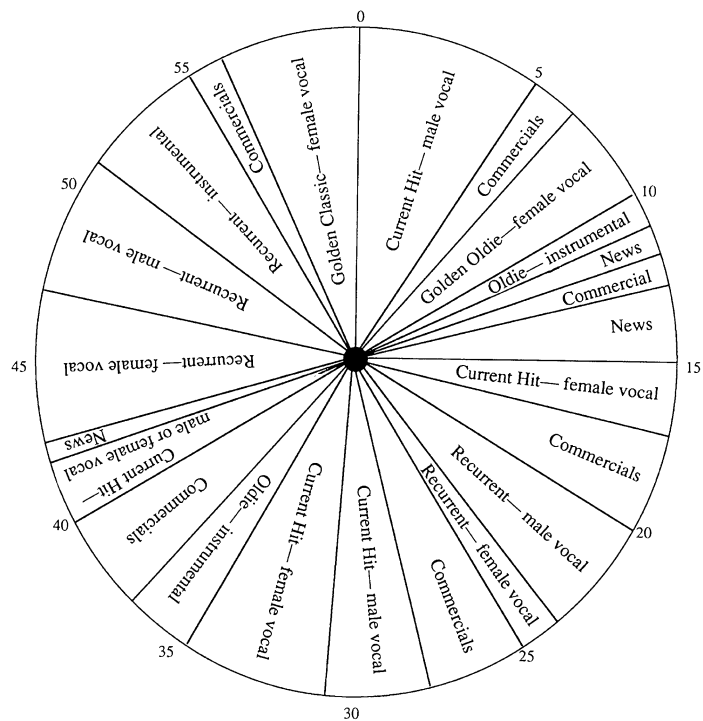 0
Current Hit— male vocal
5
Commercials
Golden Oldie—female vocal
10
Oldie— instrumental
News
Commercial
News
15
Current Hit— female vocal
Commercials
20
Recurrent— male vocal
Recurrent— female vocal
25
Commercials
Current Hit— male vocal
30
Current Hit— female vocal
35
Oldie— instrumental
Commercials
40
Current Hit—
male or female vocal
News
45
Recurrent—female vocal
Recurrent—male vocal
50
Recurrent— instrumental
55
Commercials
Golden Classic— female vocal